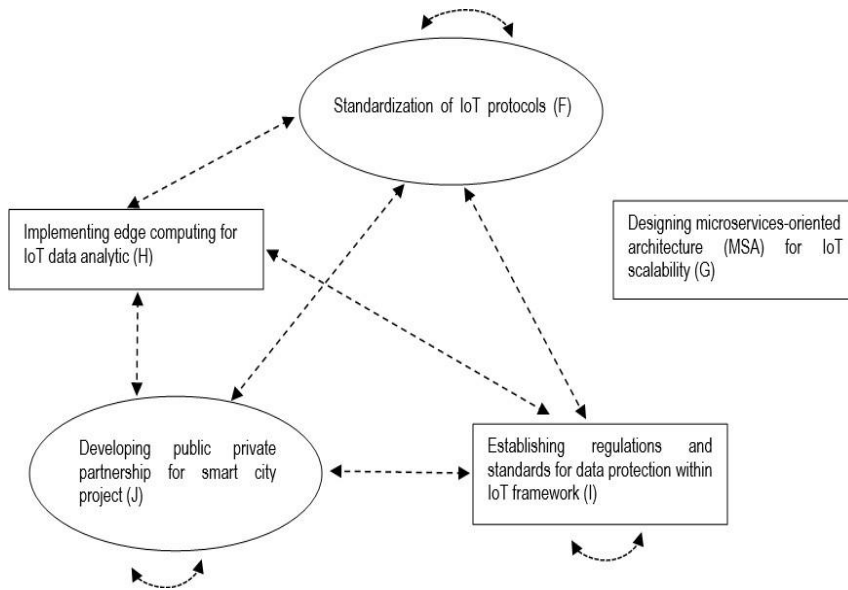 Standardization of IoT protocols (F)
Implementing edge computing for
IoT data analytic (H)
Designing microservices-oriented
architecture (MSA) for IoT
scalability (G)
Developing public private
partnership for smart city
project (J)
Establishing regulations and
standards for data protection within
IoT framework (I)